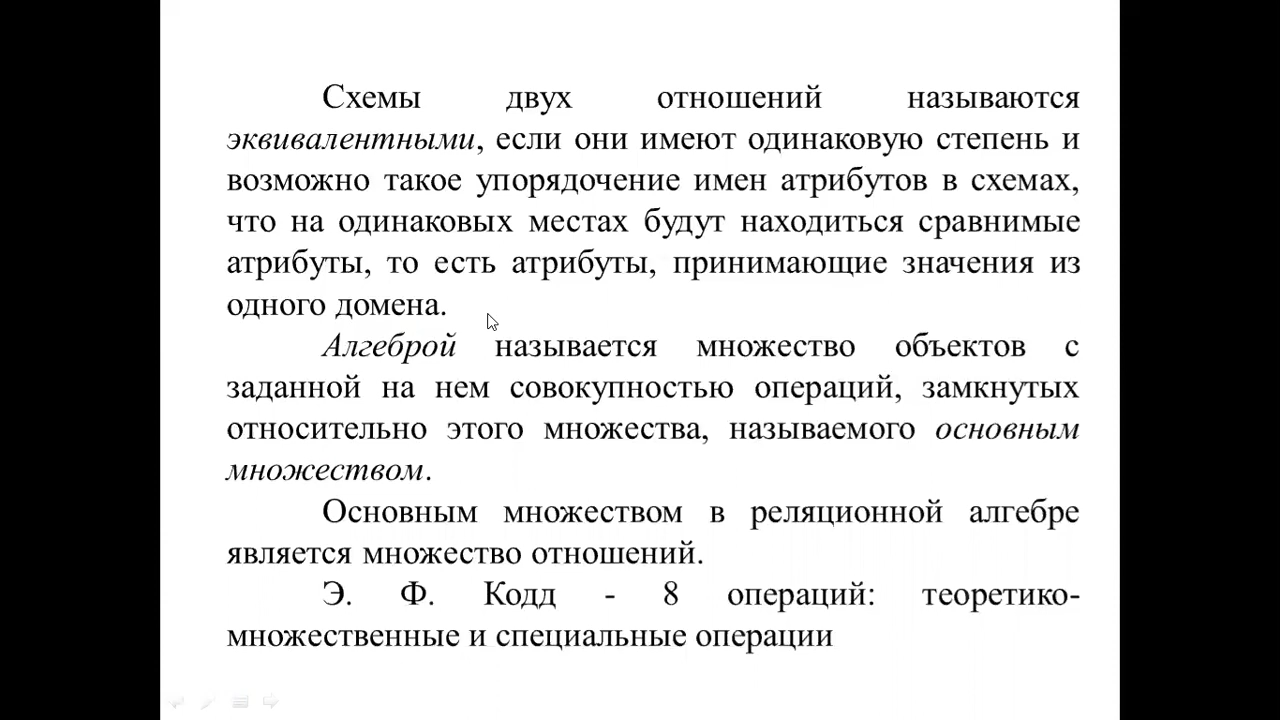 Схемы двух отношений называются
эквивалентными, если они имеют одинаковую степень и
возможно такое упорядочение имен атрибутов в схемах,
что на одинаковых местах будут находиться сравнимые
атрибуты, то есть атрибуты, принимающие значения из
одного домена.
Алгеброй называется множество объектов с
заданной на нем совокупностью операций, замкнутых
относительно этого множества, называемого основным
множеством.
Основным множеством в реляционной алгебре
является множество отношений.
Э. Ф. Кодд - 8 операций: теоретико-
множественные и специальные операции